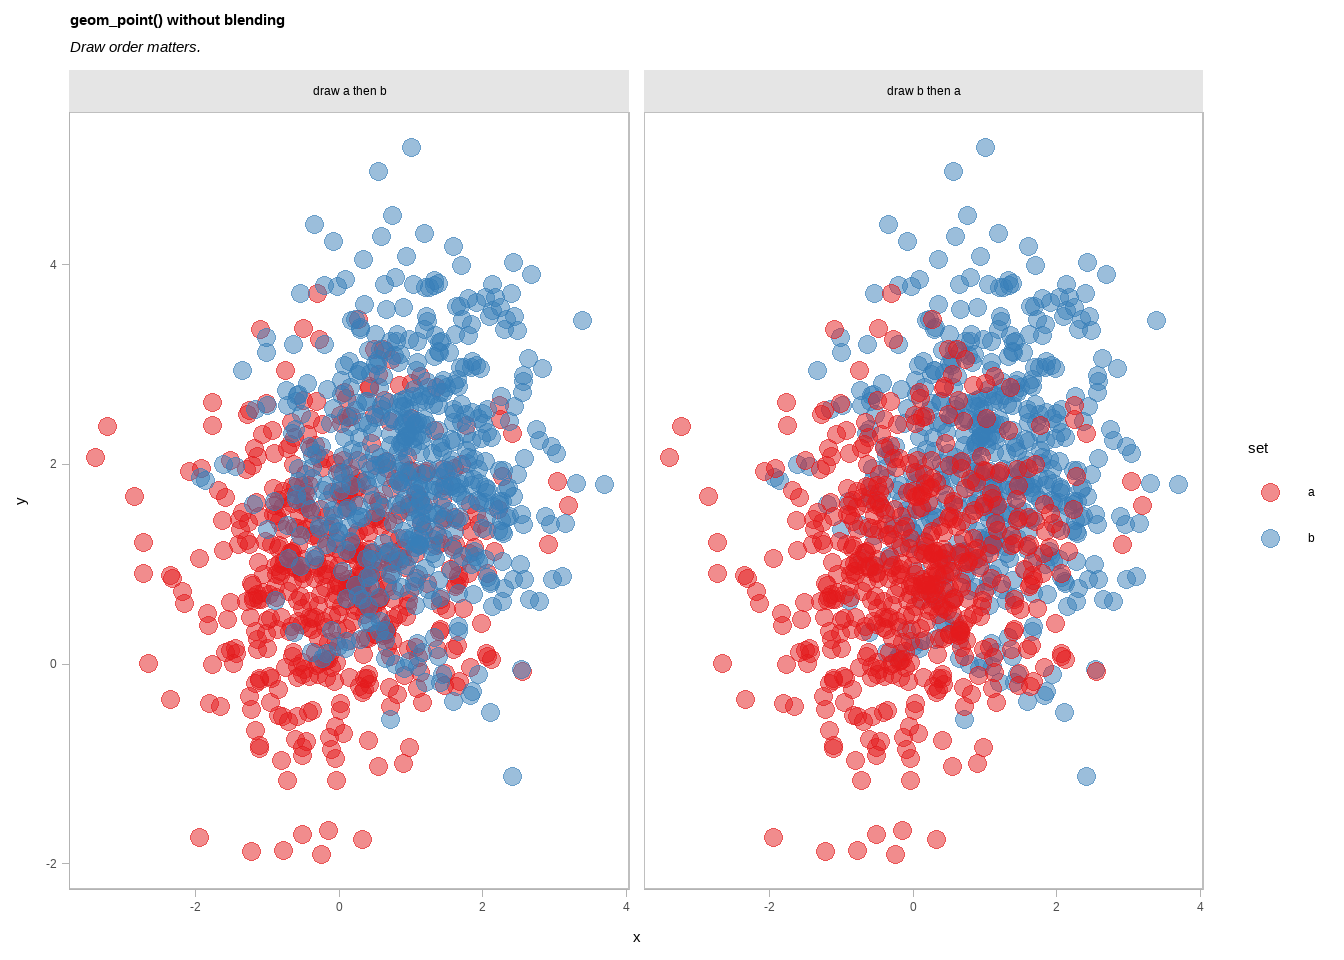 geom_point() without blending
Draw order matters.
draw a then b
draw b then a
y
4
2
0
-2
-2
0
2
4
-2
0
2
4
x
set
a
b